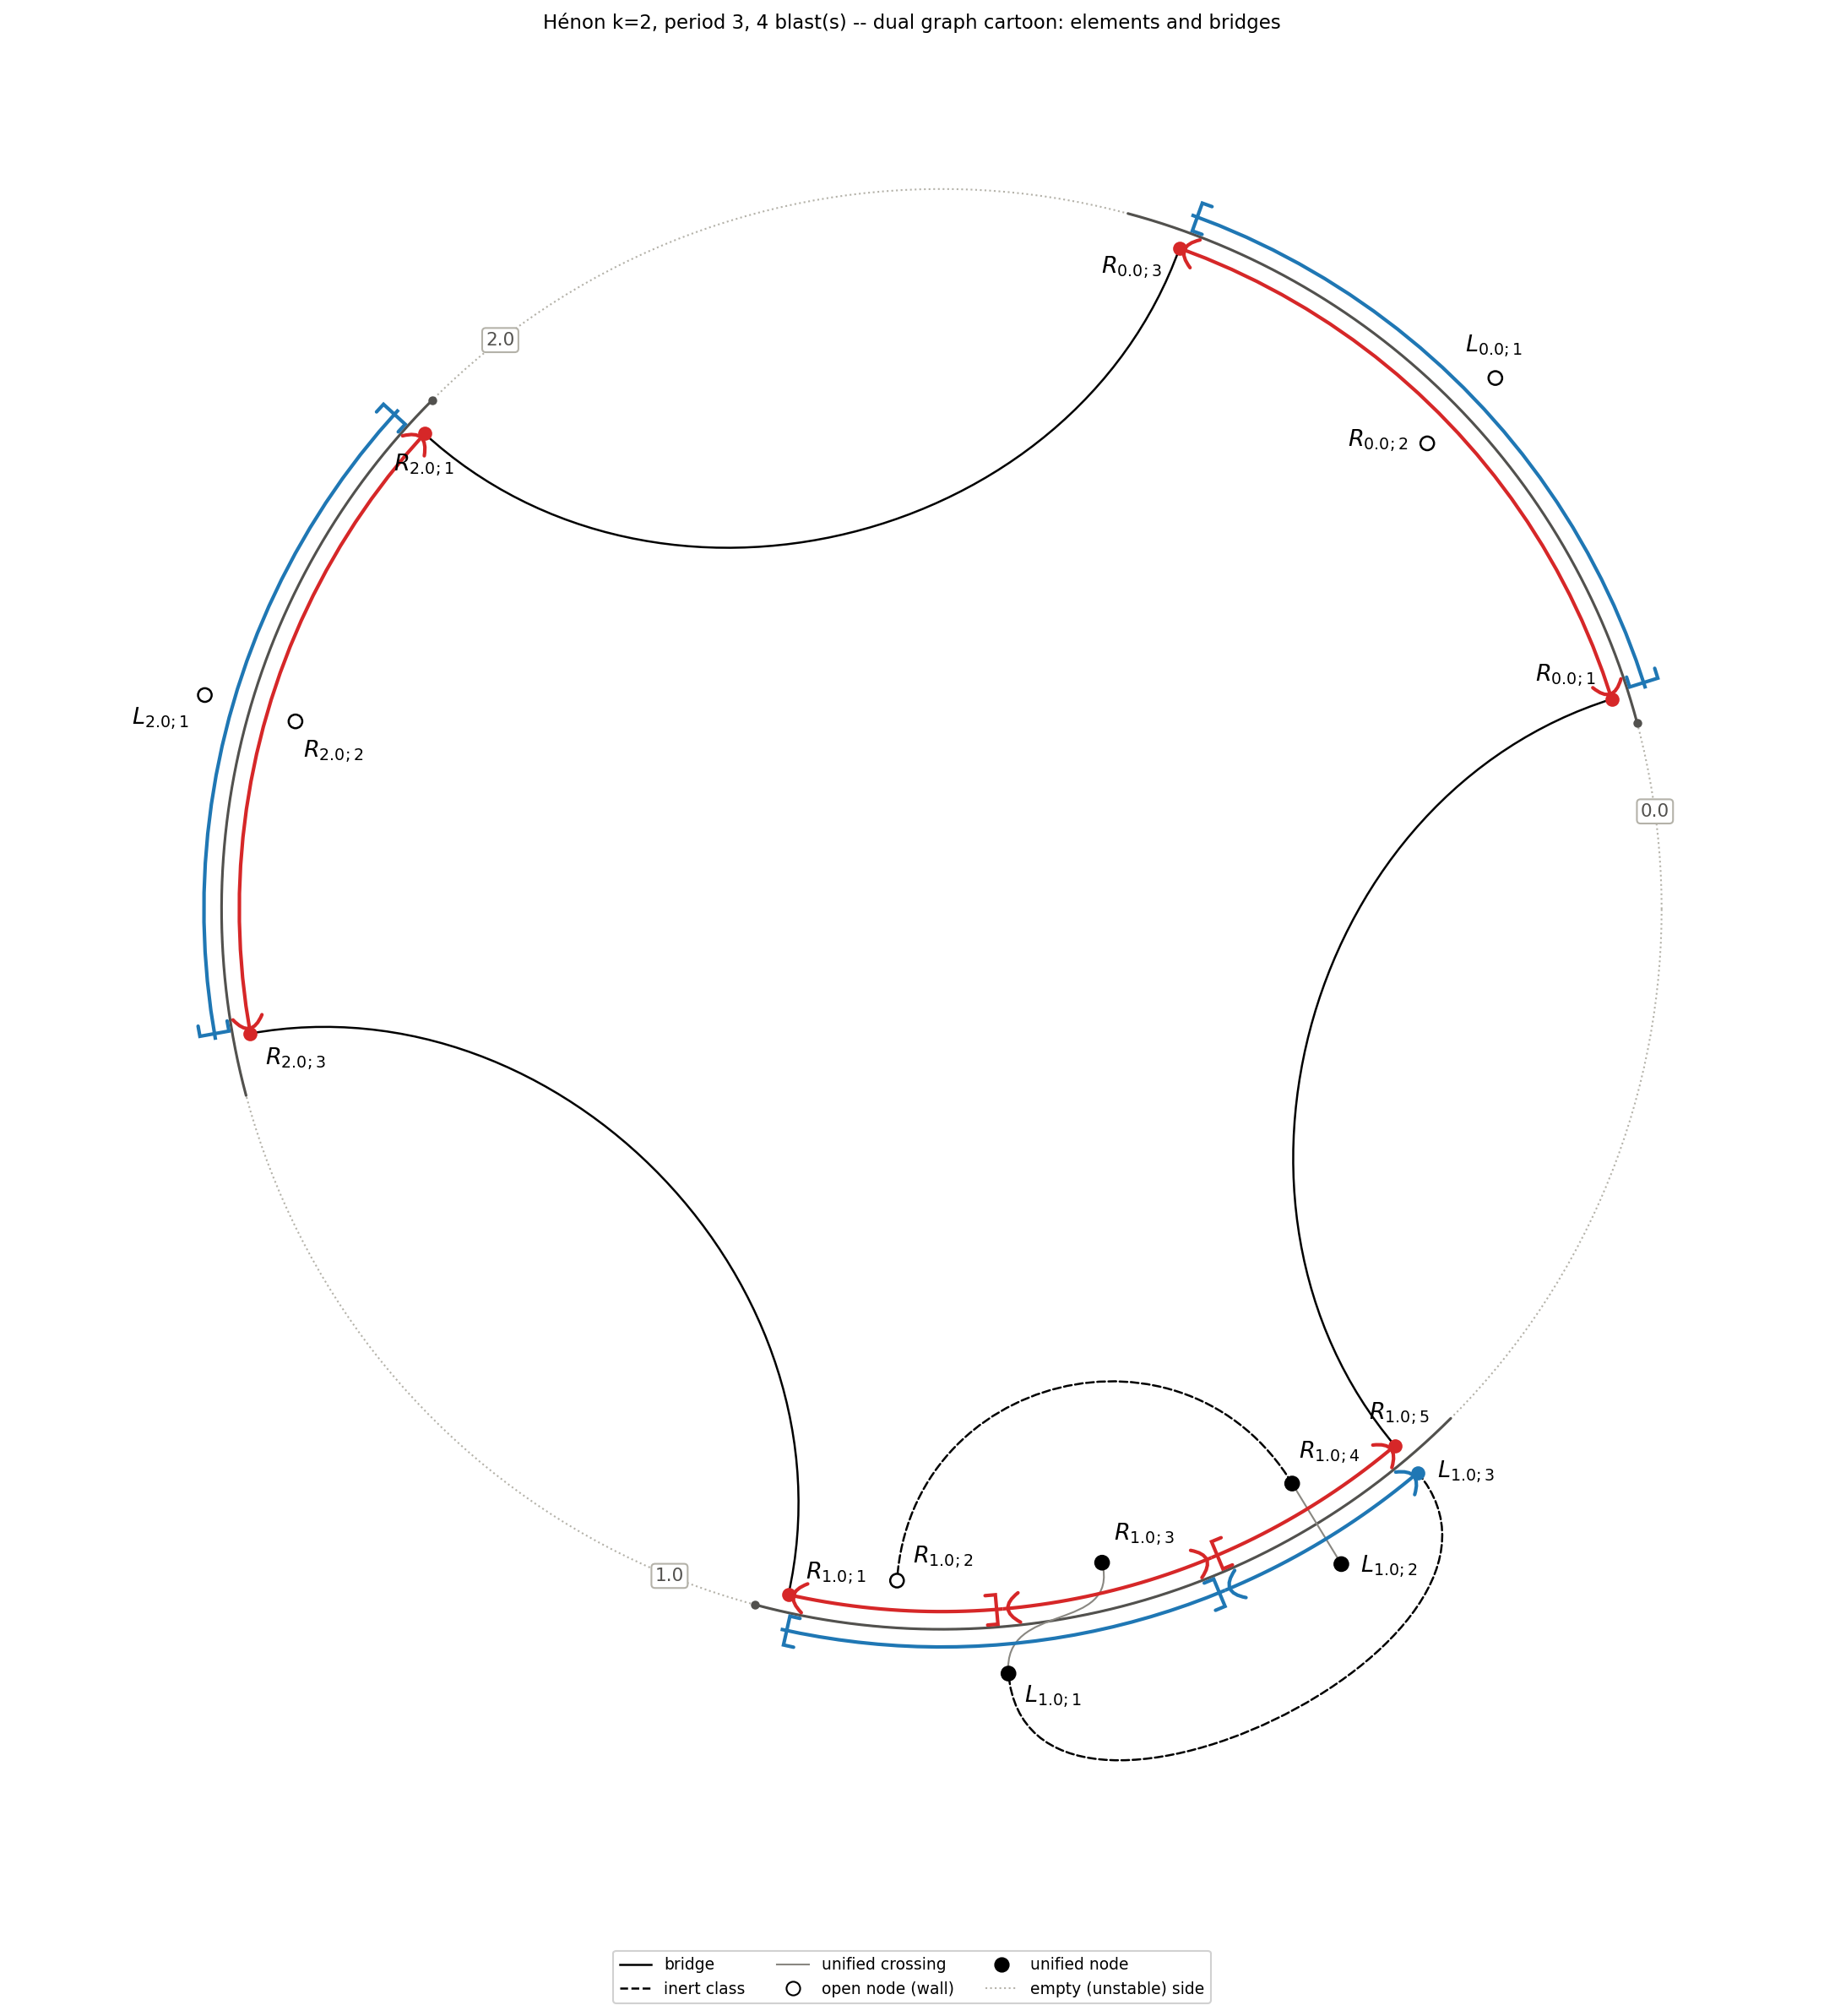 Hénon k=2, period 3, 4 blast(s) -- dual graph cartoon: elements and bridges
R0.0; 3
2.0
L0.0; 1
R0.0; 2
R2.0; 1
R0.0; 1
L2.0; 1
R2.0; 2
0.0
R2.0; 3
R1.0; 5
R1.0; 4
L1.0; 3
R1.0; 3
R1.0; 2
L1.0; 2
R1.0; 1
1.0
L1.0; 1
bridge
inert class
unified crossing
open node (wall)
unified node
empty (unstable) side